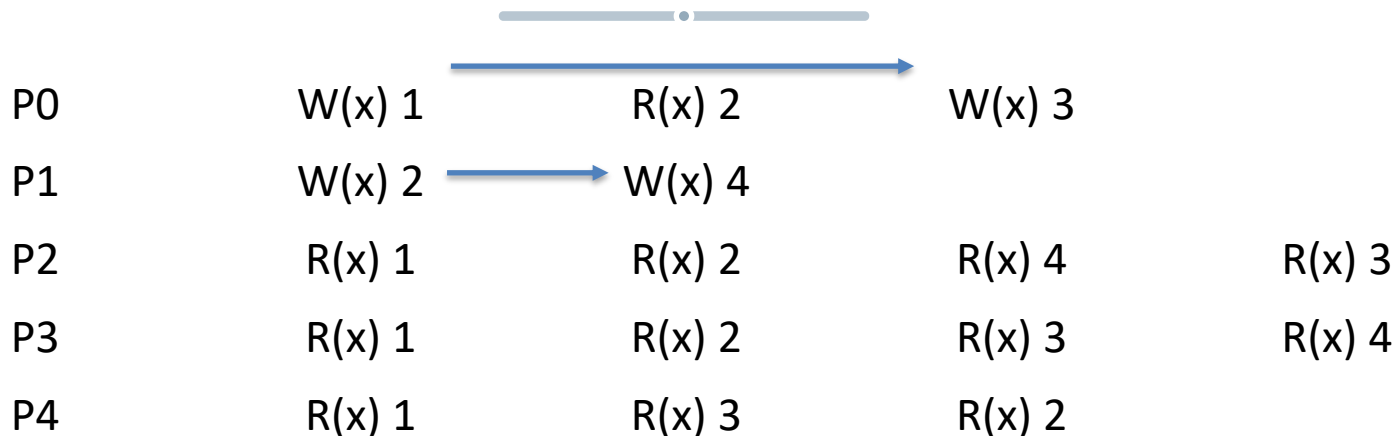 P0 W(x) 1 R(x) 2 W(x) 3
P1 W(x) 2 W(x) 4
P2 R(x) 1 R(x) 2 R(x) 4 R(x) 3
P3 R(x) 1 R(x) 2 R(x) 3 R(x) 4
P4 R(x) 1 R(x) 3 R(x) 2